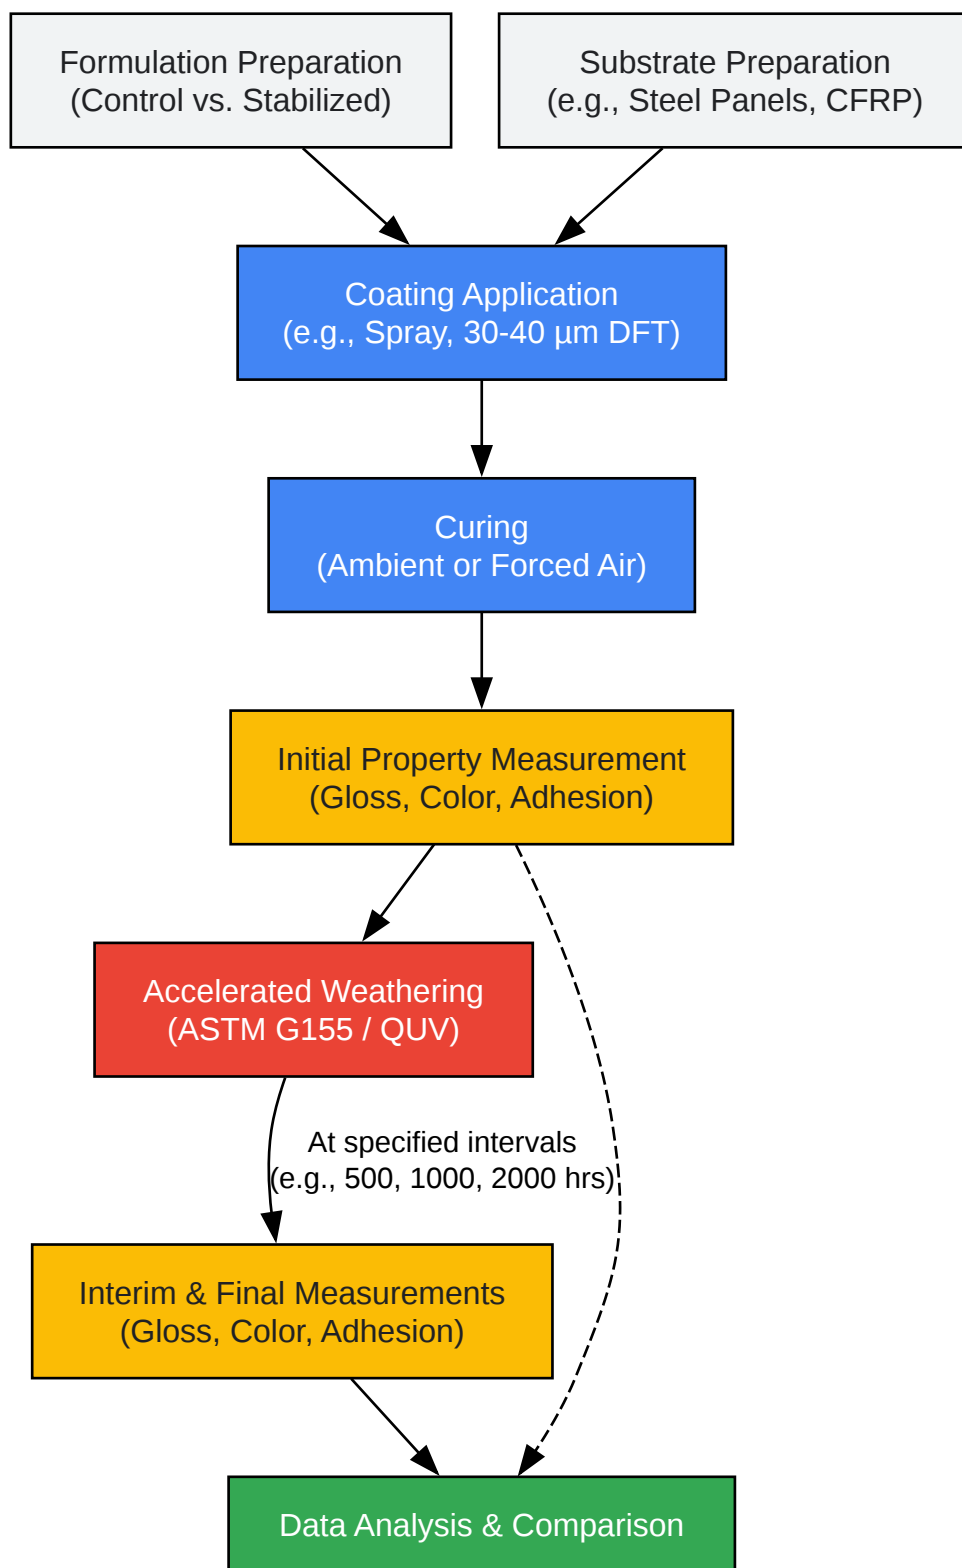 Formulation Preparation
(Control vs. Stabilized)
Substrate Preparation
(e.g., Steel Panels, CFRP)
Coating Application
(e.g., Spray, 30-40 µm DFT)
Curing
(Ambient or Forced Air)
Initial Property Measurement
(Gloss, Color, Adhesion)
Accelerated Weathering
(ASTM G155 / QUV)
At specified intervals
(e.g., 500, 1000, 2000 hrs)
Interim & Final Measurements
(Gloss, Color, Adhesion)
Data Analysis & Comparison